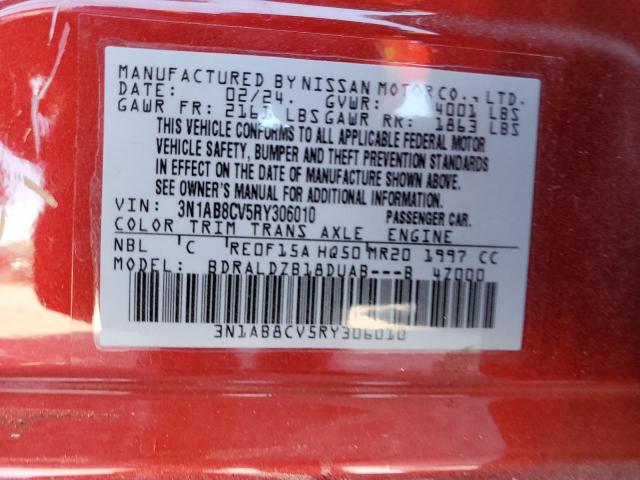 MANUFACTURED BY NISSAN MOTOR CO., LTD.
DATE: 02/24. GVWR: 4001 LBS
GAWR FR: 2161 LBS GAWR RR: 1863 LBS
THIS VEHICLE CONFORMS TO ALL APPLICABLE FEDERAL MOTOR
VEHICLE SAFETY, BUMPER AND THEFT PREVENTION STANDARDS
IN EFFECT ON THE DATE OF MANUFACTURE SHOWN ABOVE.
SEE OWNER'S MANUAL FOR ADDITIONAL INFORMATION.
VIN: 3N1AB8CV5RY306010 PASSENGER CAR.
COLOR TRIM TRANS AXLE ENGINE
NBL C RE0F15A HQ50 MR20 1997 CC
BDRALDZB18DUAB---B 4Z000
3N1AB8CV5RY306010